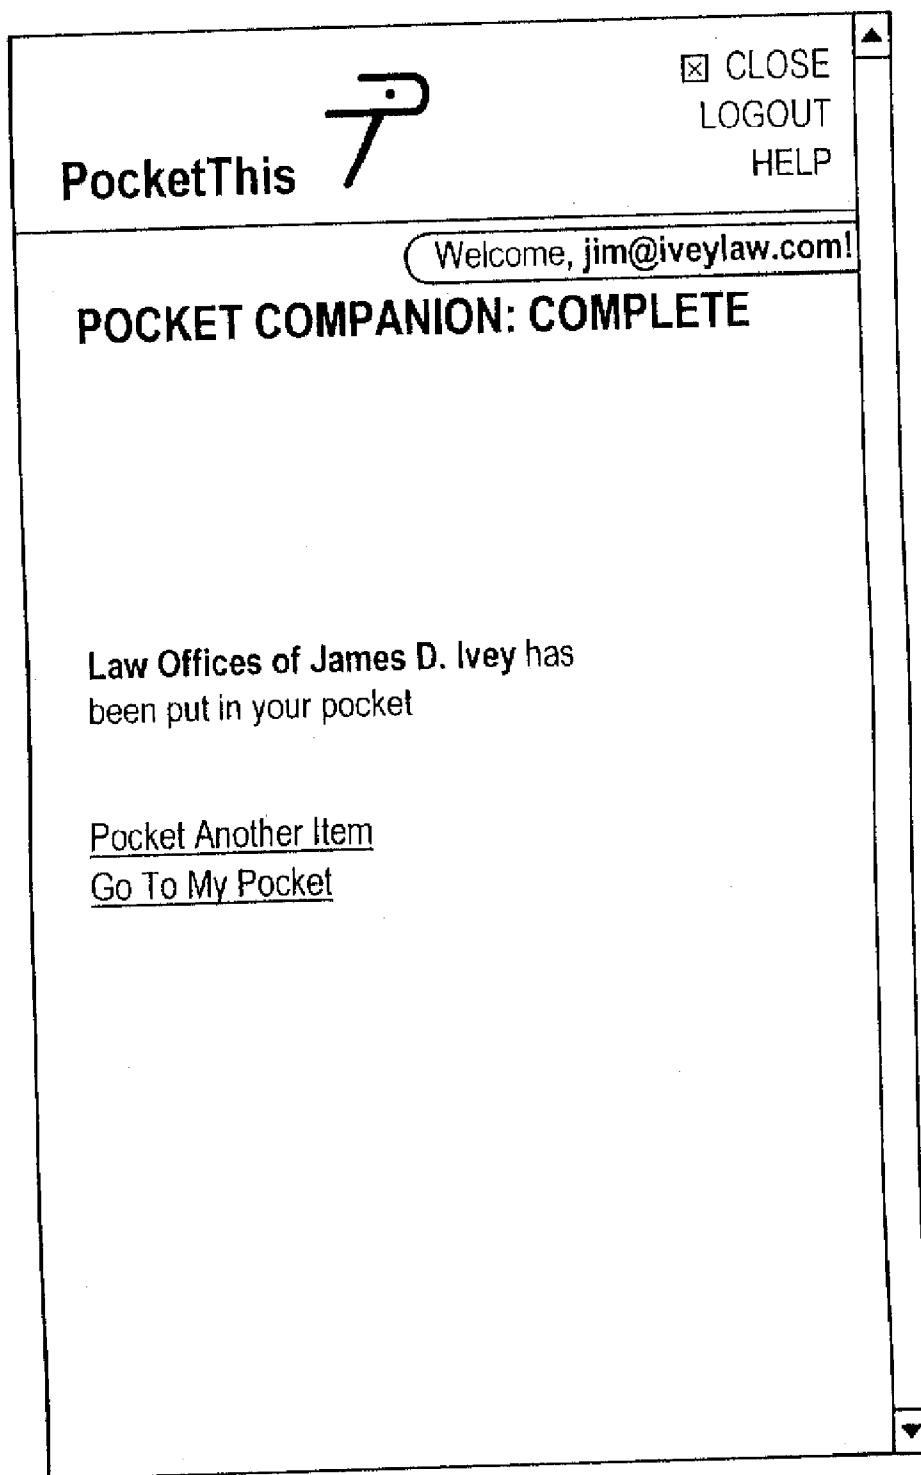 PocketThis
CLOSE
LOGOUT
HELP
Welcome, jim@iveylaw.com!
POCKET COMPANION: COMPLETE
Law Offices of James D. Ivey has
been put in your pocket
Pocket Another Item
Go To My Pocket